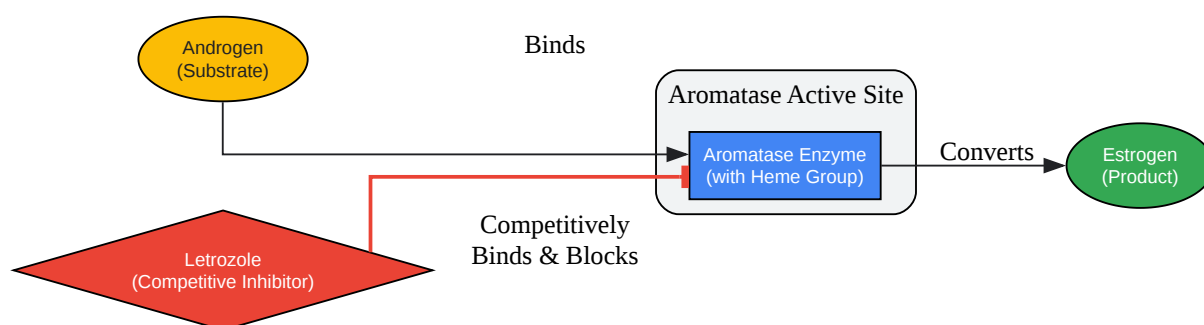 Androgen
(Substrate)
Binds
Aromatase Active Site
Aromatase Enzyme
(with Heme Group)
Converts
Estrogen
(Product)
Competitively
Binds & Blocks
Letrozole
(Competitive Inhibitor)